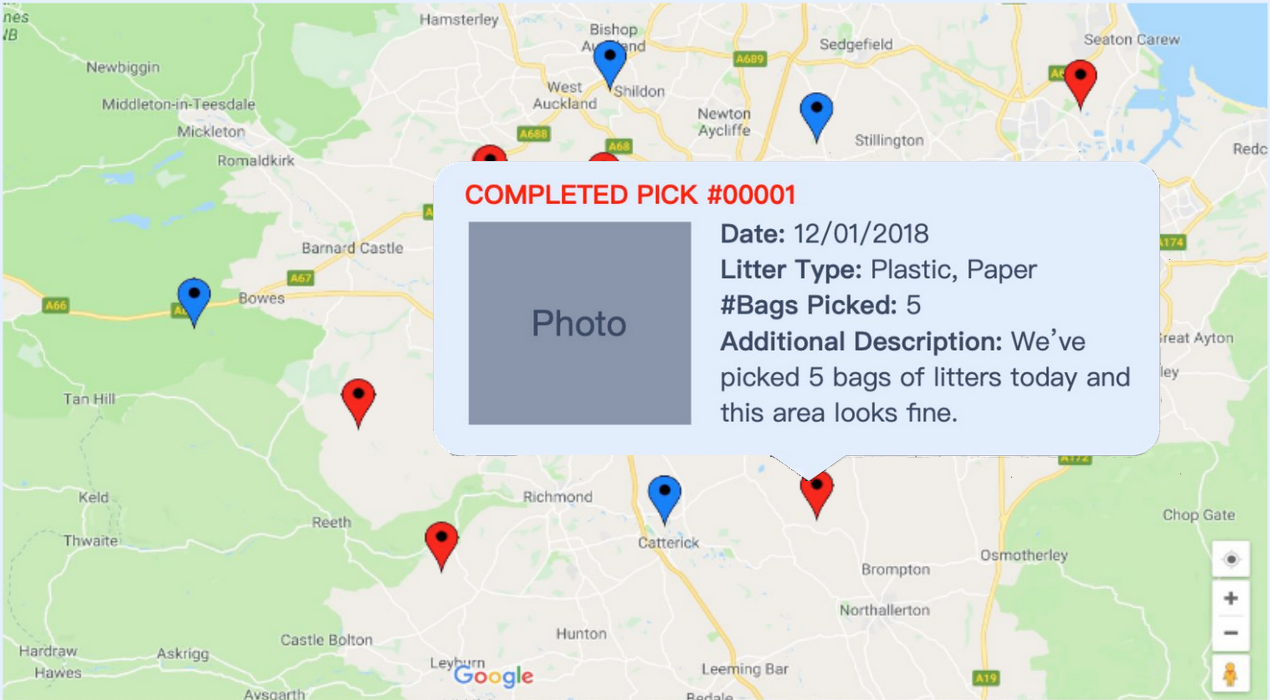 nes
NB
Hamsterley
Bishop
Auckland
Sedgefield
Seaton Carew
Newbiggin
A689
West
Auckland
Shildon
Middleton-in-Teesdale
Newton
Aycliffe
Mickleton
A688
Stillington
A68
Romaldkirk
Redc
COMPLETED PICK #00001
Photo
Date: 12/01/2018
Litter Type: Plastic, Paper
#Bags Picked: 5
Additional Description: We’ve
picked 5 bags of litters today and
this area looks fine.
Barnard Castle
A174
A67
Bowes
A66
reat Ayton
ley
Tan Hill
A172
Keld
Richmond
Reeth
Chop Gate
Thwaite
Catterick
Osmotherley
Brompton
Northallerton
Hunton
Castle Bolton
Hardraw
Askrigg
Leyburn
Hawes
Google
Leeming Bar
A19
Aysgarth
Bedale